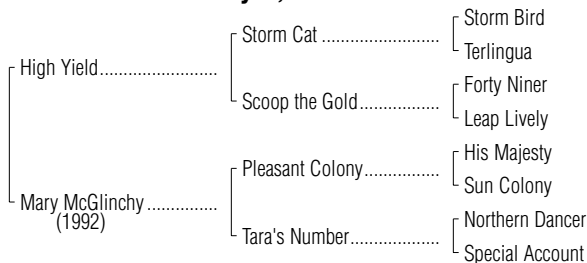 Storm Bird
Storm Cat ........................
Terlingua
High Yield........................
Forty Niner
Scoop the Gold................
Leap Lively
His Majesty
Pleasant Colony...............
Sun Colony
Mary McGlinchy ..............
(1992)
Northern Dancer
Tara's Number..................
Special Account